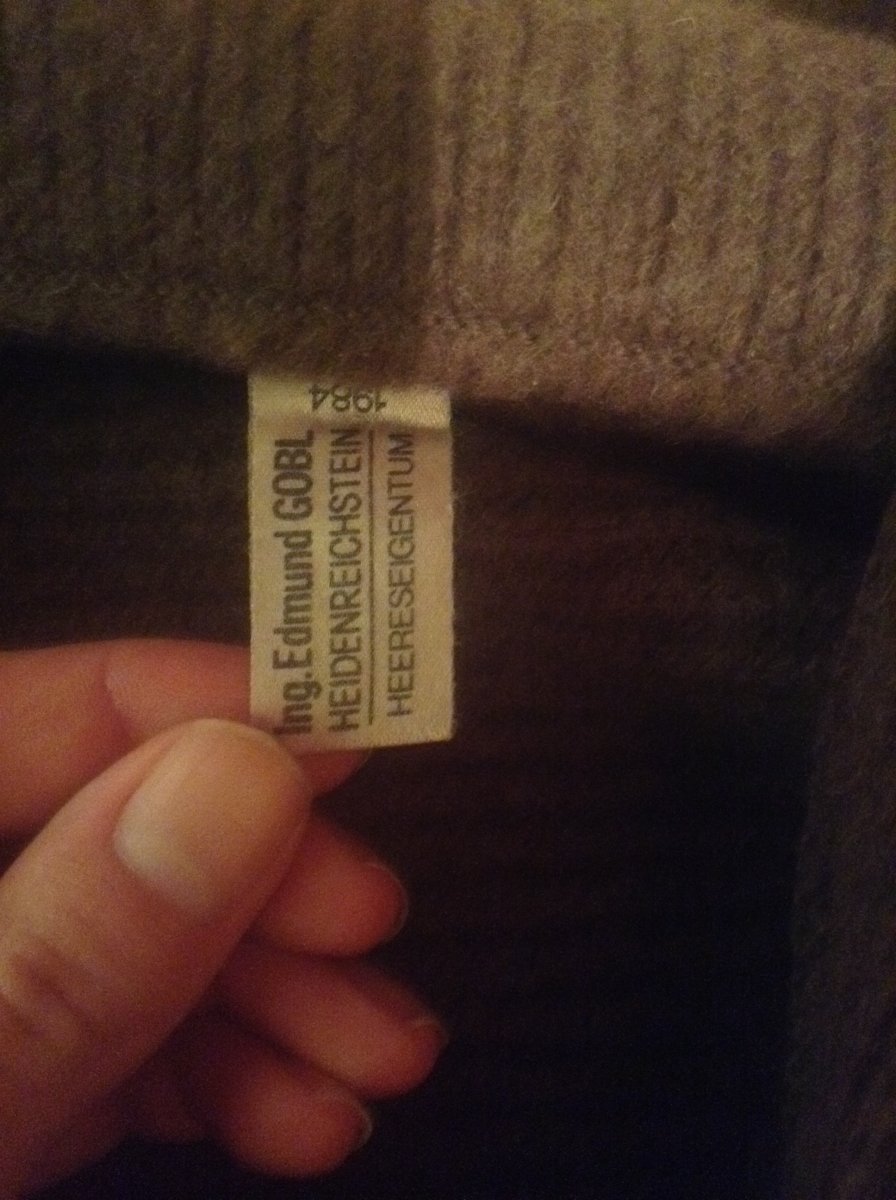 Ing. Edmund GOBL
HEIDENREICHSTEIN
HEERESEIGENTUM
1984